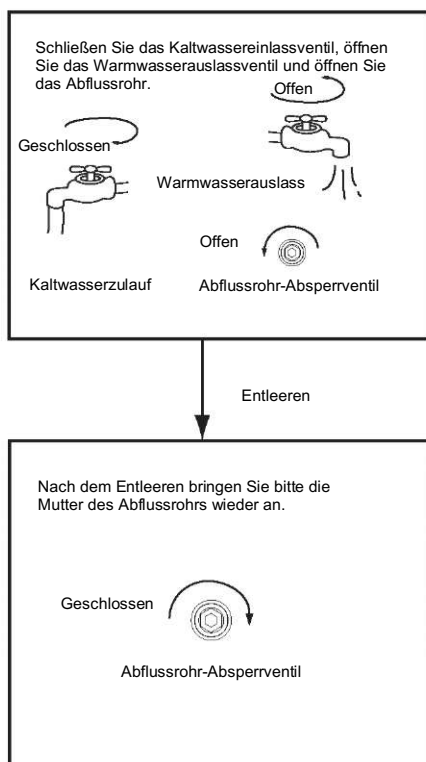 Schließen Sie das Kaltwassereinlassventil, öffnen
Sie das Warmwasserauslassventil und öffnen Sie
das Abflussrohr.
Offen
Geschlossen
Warmwasserauslass
Offen
Kaltwasserzulauf
Abflussrohr-Absperrventil
Entleeren
Nach dem Entleeren bringen Sie bitte die
Mutter des Abflussrohrs wieder an.
Geschlossen
Abflussrohr-Absperrventil